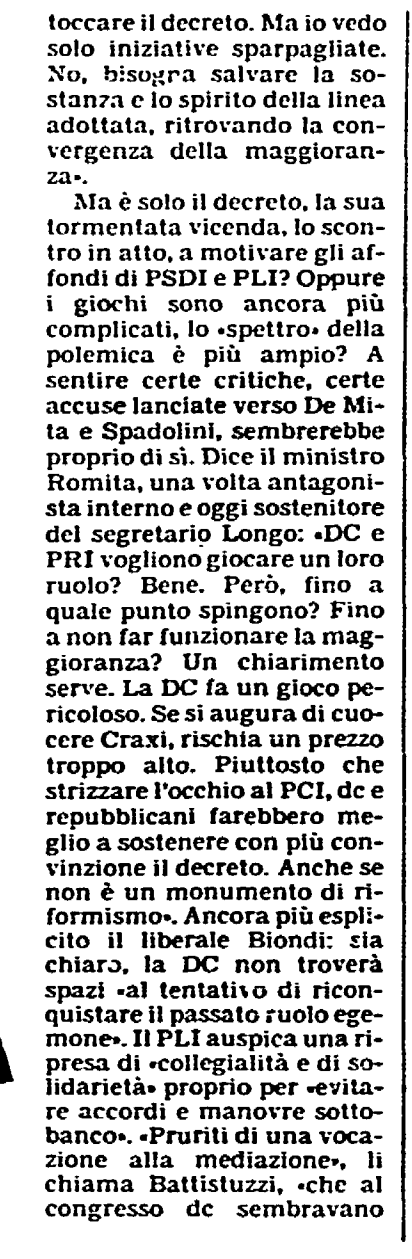 toccare il decreto. Ma io vedo
solo iniziative sparpagliate.
No, bisogna salvare la so-
stanza e lo spirito della linea
adottata, ritrovando la con-
vergenza della maggioran-
za».
Ma è solo il decreto, la sua
tormentata vicenda, lo scon-
tro in atto, a motivare gli af-
fondi di PSDI e PLI? Oppure
i giochi sono ancora più
complicati, lo «spettro» della
polemica è più ampio? A
sentire certe critiche, certe
accuse lanciate verso De Mi-
ta e Spadolini, sembrerebbe
proprio di sì. Dice il ministro
Romita, una volta antagoni-
sta interno e oggi sostenitore
del segretario Longo: «DC e
PRI vogliono giocare un loro
ruolo? Bene. Però, fino a
quale punto spingono? Fino
a non far funzionare la mag-
gioranza? Un chiarimento
serve. La DC fa un gioco pe-
ricoloso. Se si augura di cuo-
cere Craxi, rischia un prezzo
troppo alto. Piuttosto che
strizzare l'occhio al PCI, dc e
repubblicani farebbero me-
glio a sostenere con più con-
vinzione il decreto. Anche se
non è un monumento di ri-
formismo». Ancora più espli-
cito il liberale Biondi: sia
chiaro, la DC non troverà
spazi «al tentativo di ricon-
quistare il passato ruolo ege-
mone». Il PLI auspica una ri-
presa di «collegialità e di so-
lidarietà» proprio per «evita-
re accordi e manovre sotto-
banco». «Pruriti di una voca-
zione alla mediazione», li
chiama Battistuzzi, «che al
congresso dc sembravano